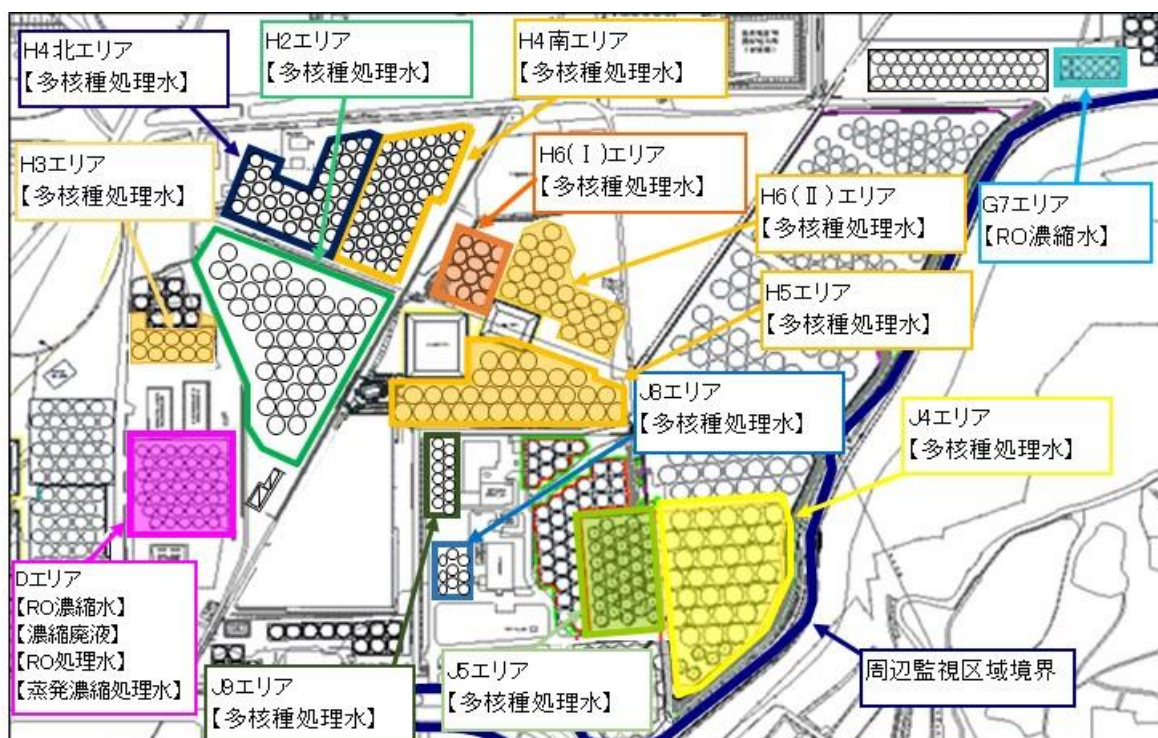 H4北エリア
【多核種処理水】
H2エリア
【多核種処理水】
H4南エリア
【多核種処理水】
H3エリア
【多核種処理水】
H6(Ⅰ)エリア
【多核種処理水】
H6(Ⅱ)エリア
【多核種処理水】
G7エリア
【RO濃縮水】
H5エリア
【多核種処理水】
J8エリア
【多核種処理水】
J4エリア
【多核種処理水】
Dエリア
【RO濃縮水】
【濃縮廃液】
【RO処理水】
【蒸発濃縮処理水】
J9エリア
【多核種処理水】
J5エリア
【多核種処理水】
周辺監視区域境界